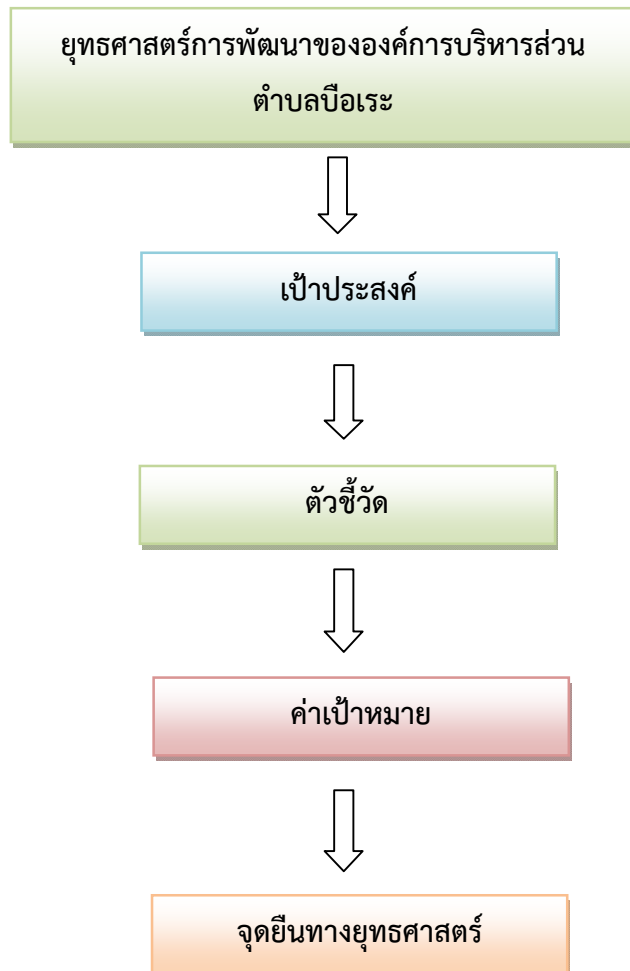 ยุทธศาสตร์การพัฒนาขององค์การบริหารส่วน
ตำบลบือเระ
เป้าประสงค์
ตัวชี้วัด
ค่าเป้าหมาย
จุดยืนทางยุทธศาสตร์